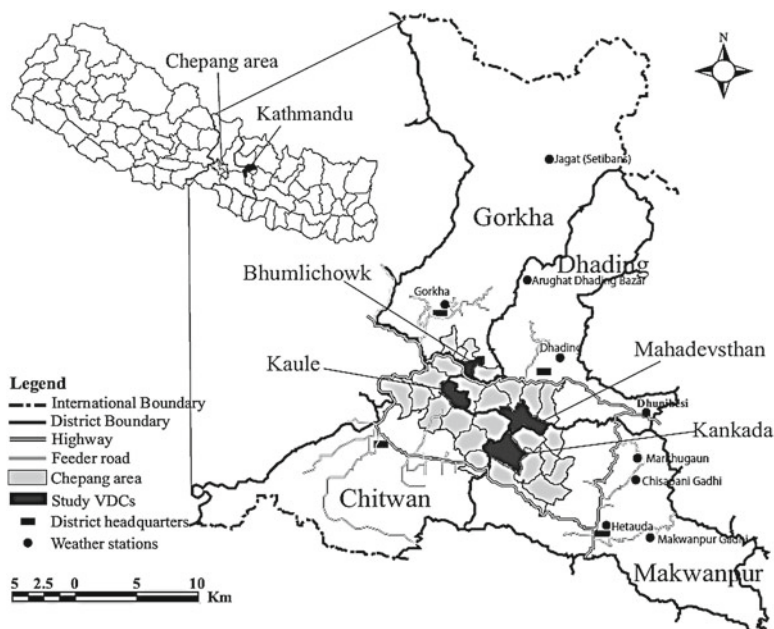 N
Chepang area
Kathmandu
Jagat (Setibans)
Gorkha
Dhading
Bhumlichowk
Gorkha
Arughat Dhading Bazar
Dhading
Mahadevsthan
Kaule
Dhunibesi
Kankada
Markhugaun
Chisapani Gadhi
Chitwan
Hetauda
Makwanpur Gadhi
Makwanpur
Legend
International Boundary
District Boundary
Highway
Feeder road
Chepang area
Study VDCs
District headquarters
Weather stations
5 2.5 0 5 10
Km